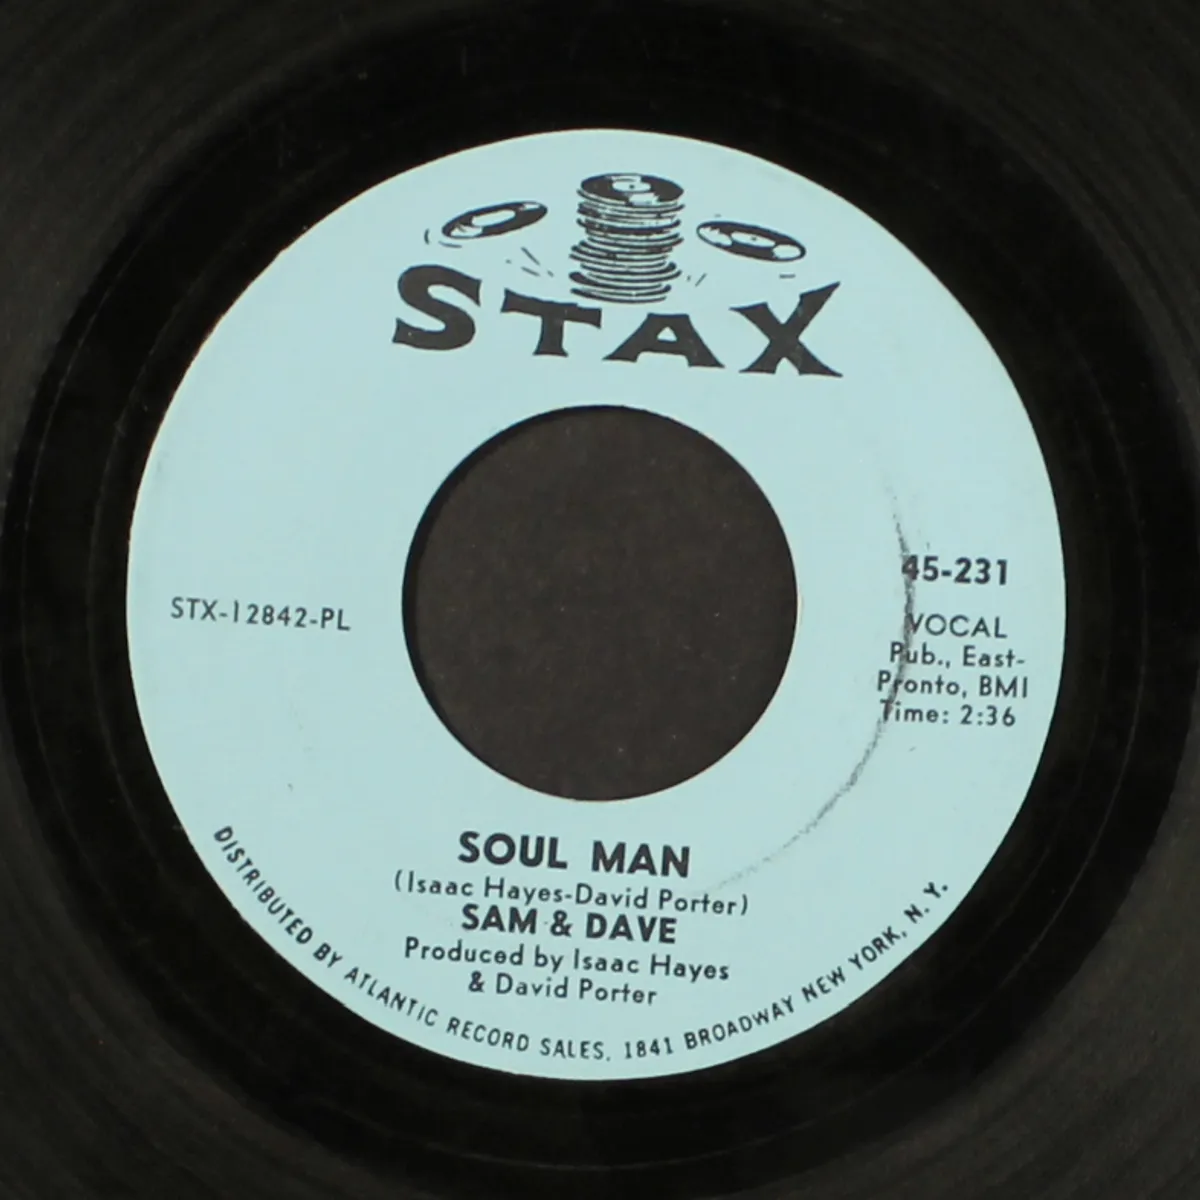 STAX
STX-12842-PL
45-231
VOCAL
Pub., East-
Pronto, BMI
Time: 2:36
SOUL MAN
(Isaac Hayes-David Porter)
SAM & DAVE
Produced by Isaac Hayes
& David Porter
DISTRIBUTED BY ATLANTIC RECORD SALES, 1841 BROADWAY NEW YORK, N. Y.